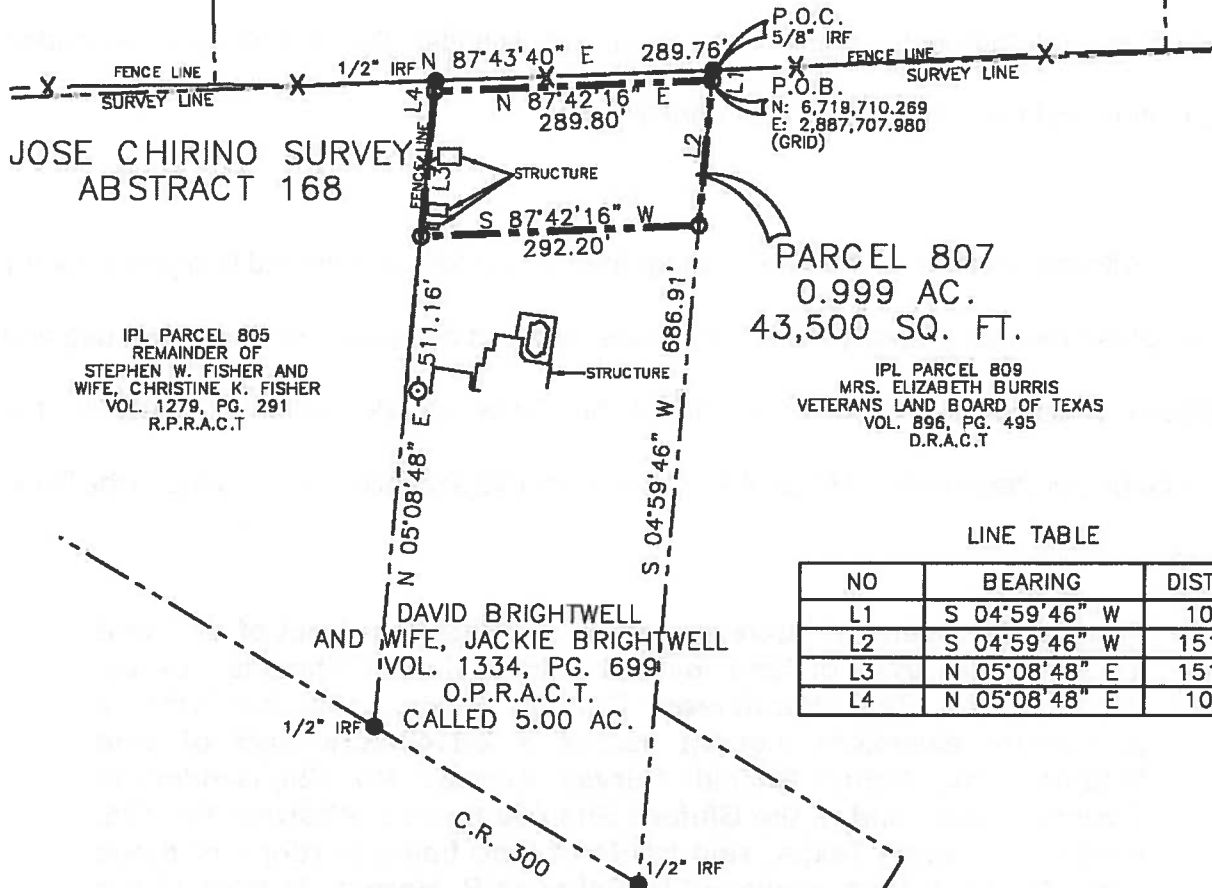 P.O.C.
5/8" IRF
1/2" IRF
N 87°43'40" E 289.76'
FENCE LINE
SURVEY LINE
FENCE LINE
SURVEY LINE
L4
L1
N 87°42'16" E
289.80'
P.O.B.
N: 6,719,710.269
E: 2,887,707.980
(GRID)
JOSE CHIRINO SURVEY
ABSTRACT 168
FENCE LINE
L3
L2
STRUCTURE
S 87°42'16" W
292.20'
PARCEL 807
0.999 AC.
43,500 SQ. FT.
IPL PARCEL 805
REMAINDER OF
STEPHEN W. FISHER AND
WIFE, CHRISTINE K. FISHER
VOL. 1279, PG. 291
R.P.R.A.C.T
N 05°08'48" E 511.16'
STRUCTURE
S 04°59'46" W 686.91'
IPL PARCEL 809
MRS. ELIZABETH BURRIS
VETERANS LAND BOARD OF TEXAS
VOL. 896, PG. 495
D.R.A.C.T
LINE TABLE
NO BEARING DIST
L1 S 04°59'46" W 10
L2 S 04°59'46" W 151
L3 N 05°08'48" E 151
L4 N 05°08'48" E 10
DAVID BRIGHTWELL
AND WIFE, JACKIE BRIGHTWELL
VOL. 1334, PG. 699
O.P.R.A.C.T.
CALLED 5.00 AC.
1/2" IRF
C.R. 300
1/2" IRF